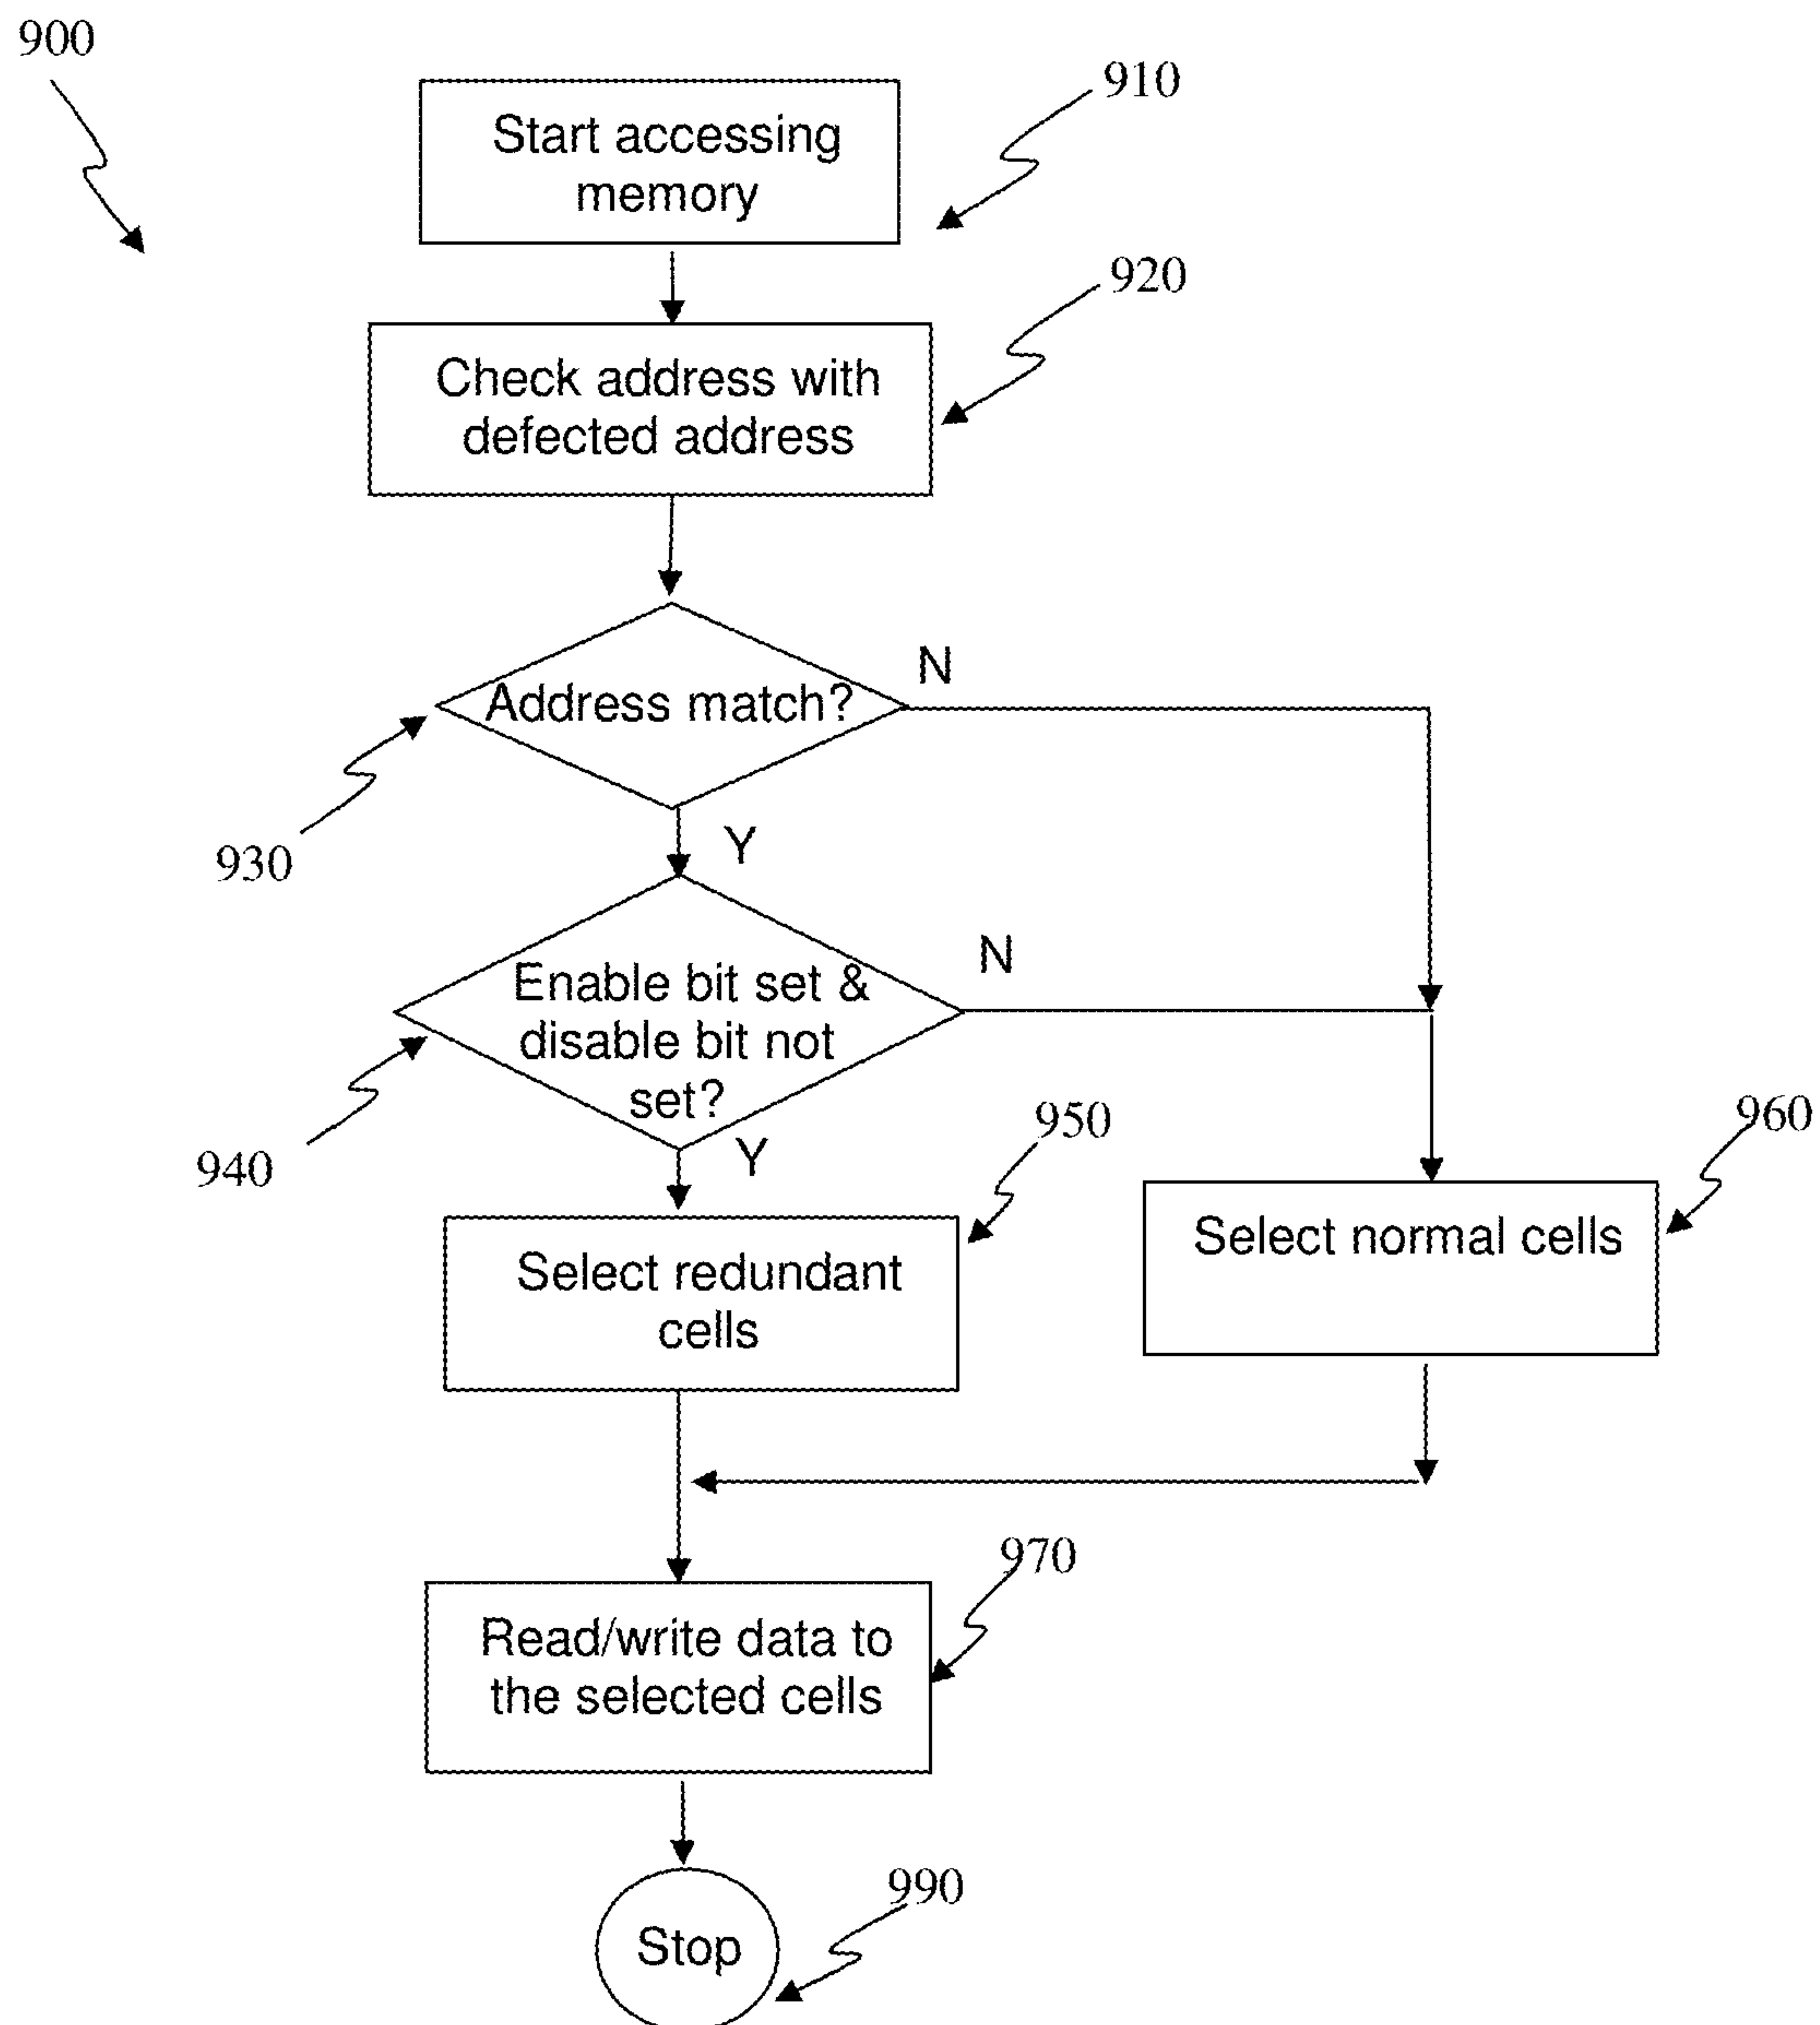 900
910
Start accessing
memory
920
Check address with
defected address
N
Address match?
930
Y
N
Enable bit set &
disable bit not
set?
940
Y
950
960
Select redundant
cells
Select normal cells
970
Read/write data to
the selected cells
990
Stop